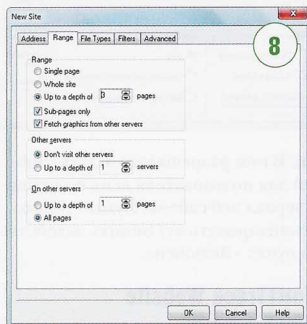 New Site
Address Range File Types Filters Advanced
8
Range
Single page
Whole site
Up to a depth of 3 pages
Sub-pages only
Fetch graphics from other servers
Other servers
Don't visit other servers
Up to a depth of 1 servers
On other servers
Up to a depth of 1 pages
All pages
OK Cancel Help